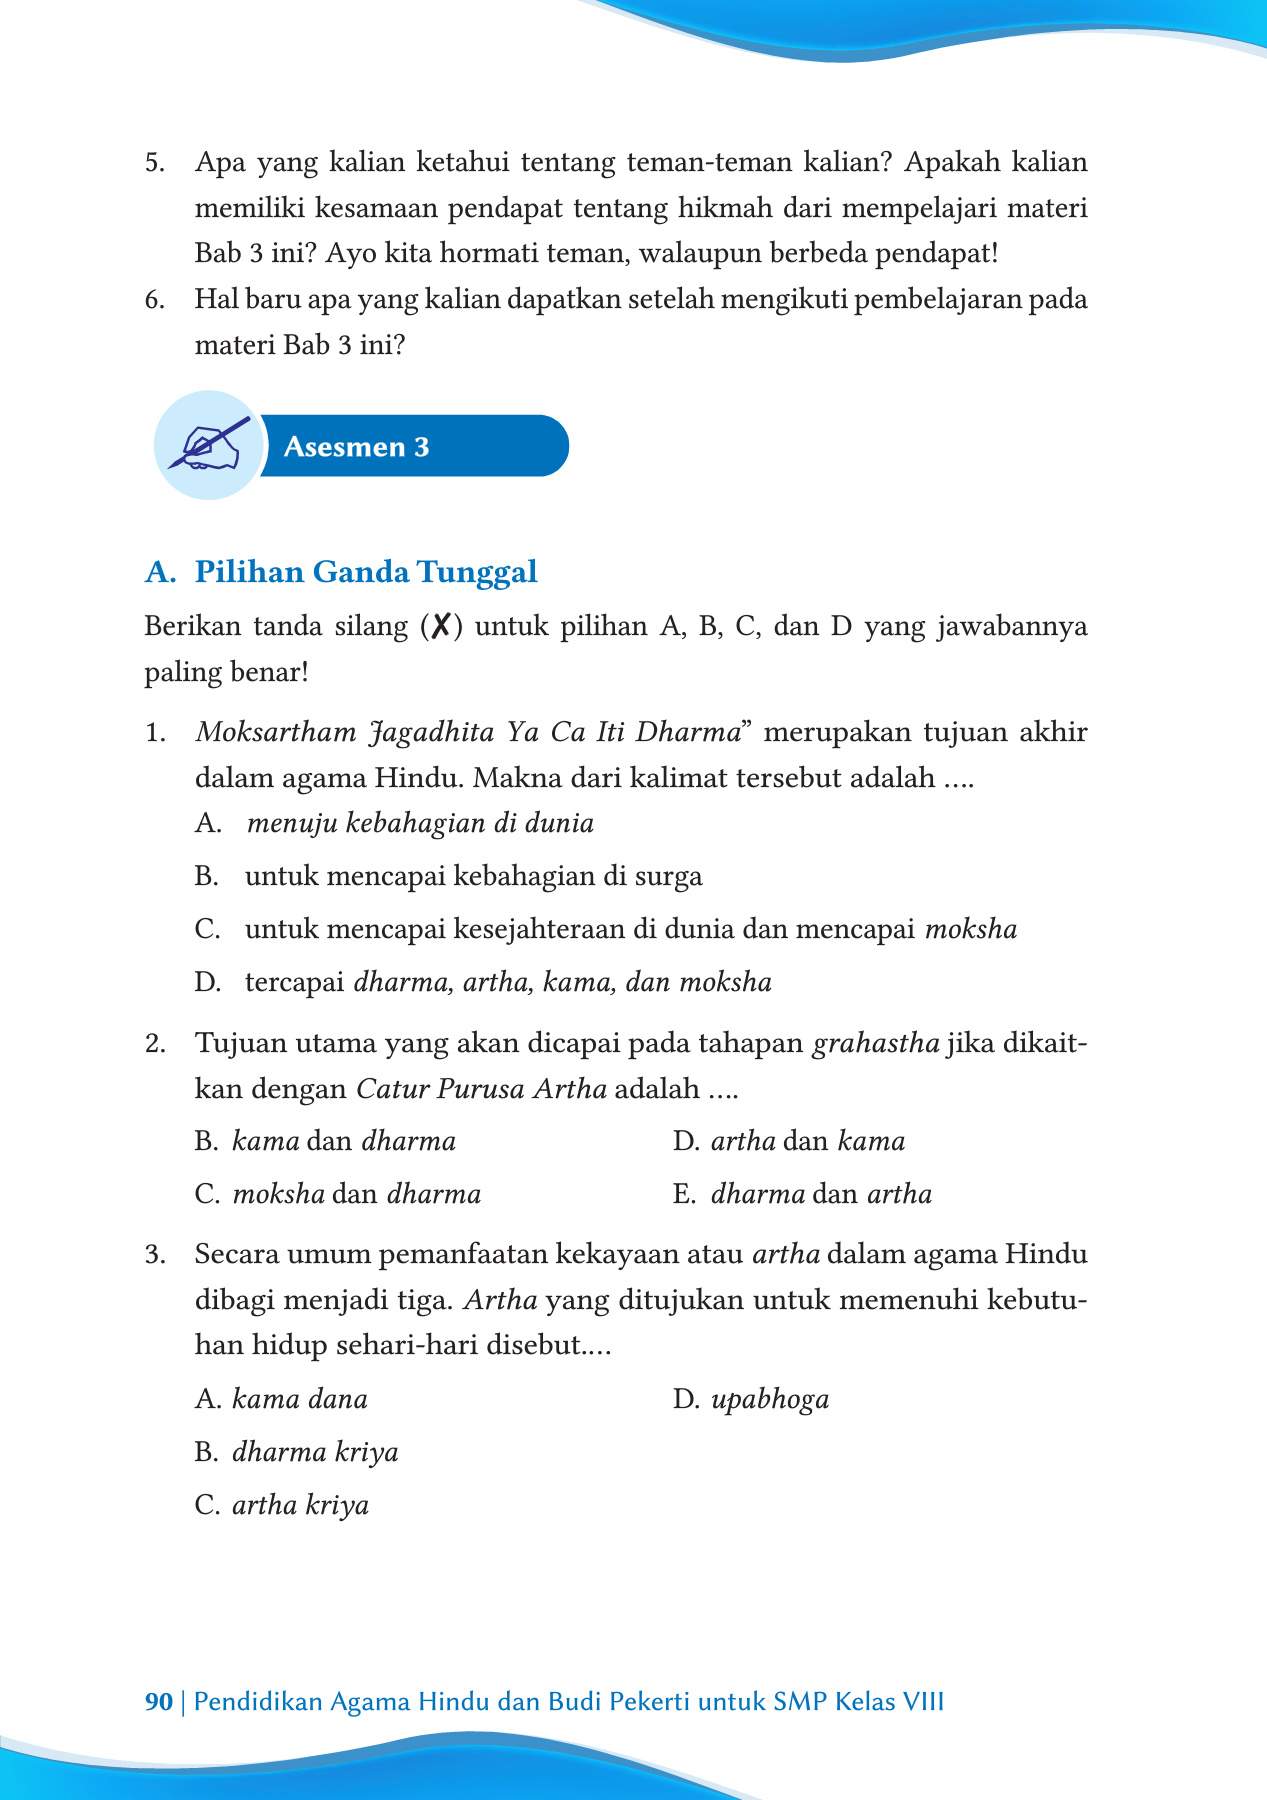 5. Apa yang kalian ketahui tentang teman-teman kalian? Apakah kalian
memiliki kesamaan pendapat tentang hikmah dari mempelajari materi
Bab 3 ini? Ayo kita hormati teman, walaupun berbeda pendapat!
6. Hal baru apa yang kalian dapatkan setelah mengikuti pembelajaran pada
materi Bab 3 ini?
Asesmen 3
A. Pilihan Ganda Tunggal
Berikan tanda silang (✗) untuk pilihan A, B, C, dan D yang jawabannya
paling benar!
1. Moksartham Jagadhita Ya Ca Iti Dharma” merupakan tujuan akhir
dalam agama Hindu. Makna dari kalimat tersebut adalah ....
A. menuju kebahagian di dunia
B. untuk mencapai kebahagian di surga
C. untuk mencapai kesejahteraan di dunia dan mencapai moksha
D. tercapai dharma, artha, kama, dan moksha
2. Tujuan utama yang akan dicapai pada tahapan grahastha jika dikait-
kan dengan Catur Purusa Artha adalah ....
B. kama dan dharma D. artha dan kama
C. moksha dan dharma E. dharma dan artha
3. Secara umum pemanfaatan kekayaan atau artha dalam agama Hindu
dibagi menjadi tiga. Artha yang ditujukan untuk memenuhi kebutu-
han hidup sehari-hari disebut....
A. kama dana D. upabhoga
B. dharma kriya
C. artha kriya
90 | Pendidikan Agama Hindu dan Budi Pekerti untuk SMP Kelas VIII